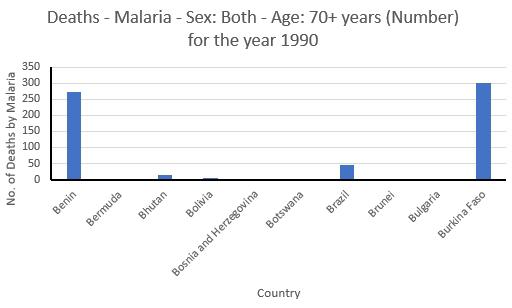 Deaths - Malaria - Sex: Both - Age: 70+ years (Number)
for the year 1990
No. of Deaths by Malaria
350
300
250
200
150
100
50
0
Benin
Bermuda
Bhutan
Bolivia
Bosnia and Herzegovina
Botswana
Brazil
Brunei
Bulgaria
Burkina Faso
Country